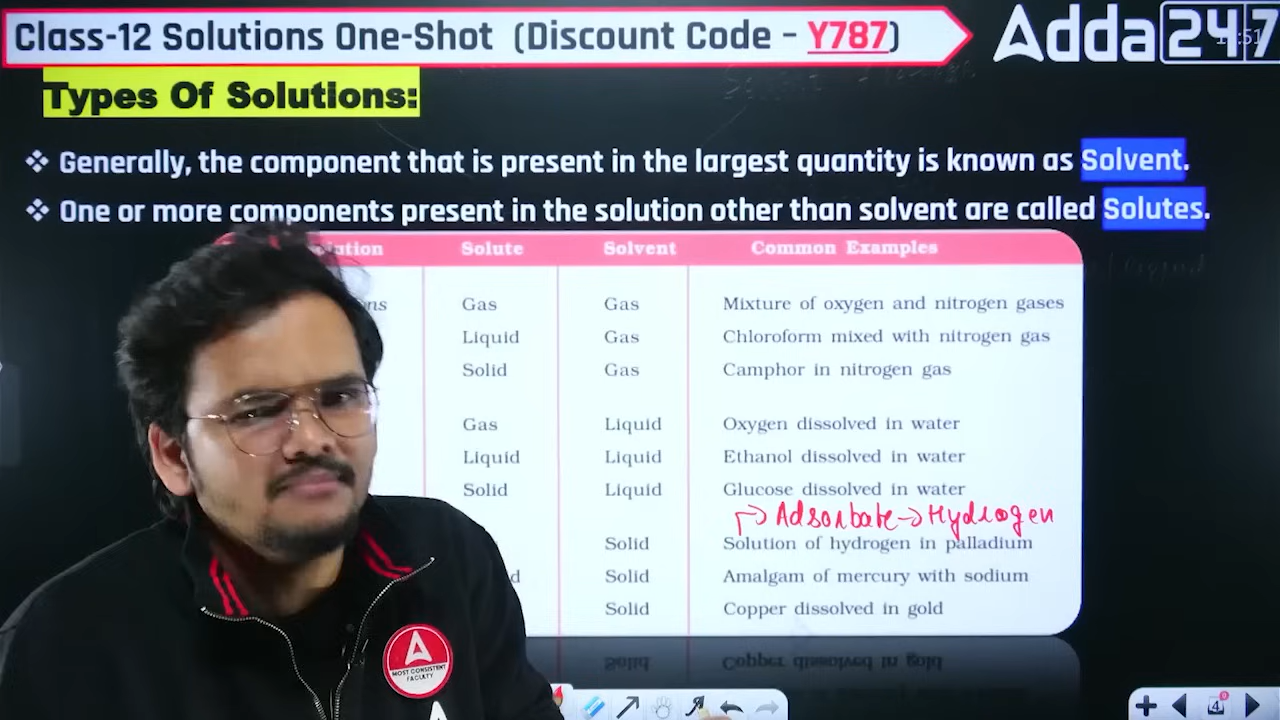 Class-12 Solutions One-Shot (Discount Code - Y787)
Adda247
Types Of Solutions:
❖ Generally, the component that is present in the largest quantity is known as Solvent.
❖ One or more components present in the solution other than solvent are called Solutes.
Solute Solvent Common Examples
Gas Gas Mixture of oxygen and nitrogen gases
Liquid Gas Chloroform mixed with nitrogen gas
Solid Gas Camphor in nitrogen gas
Gas Liquid Oxygen dissolved in water
Liquid Liquid Ethanol dissolved in water
Solid Liquid Glucose dissolved in water
Adsorbate → Hydrogen
Solid Solution of hydrogen in palladium
Solid Amalgam of mercury with sodium
Solid Copper dissolved in gold
MOST CONSISTENT
FACULTY
4